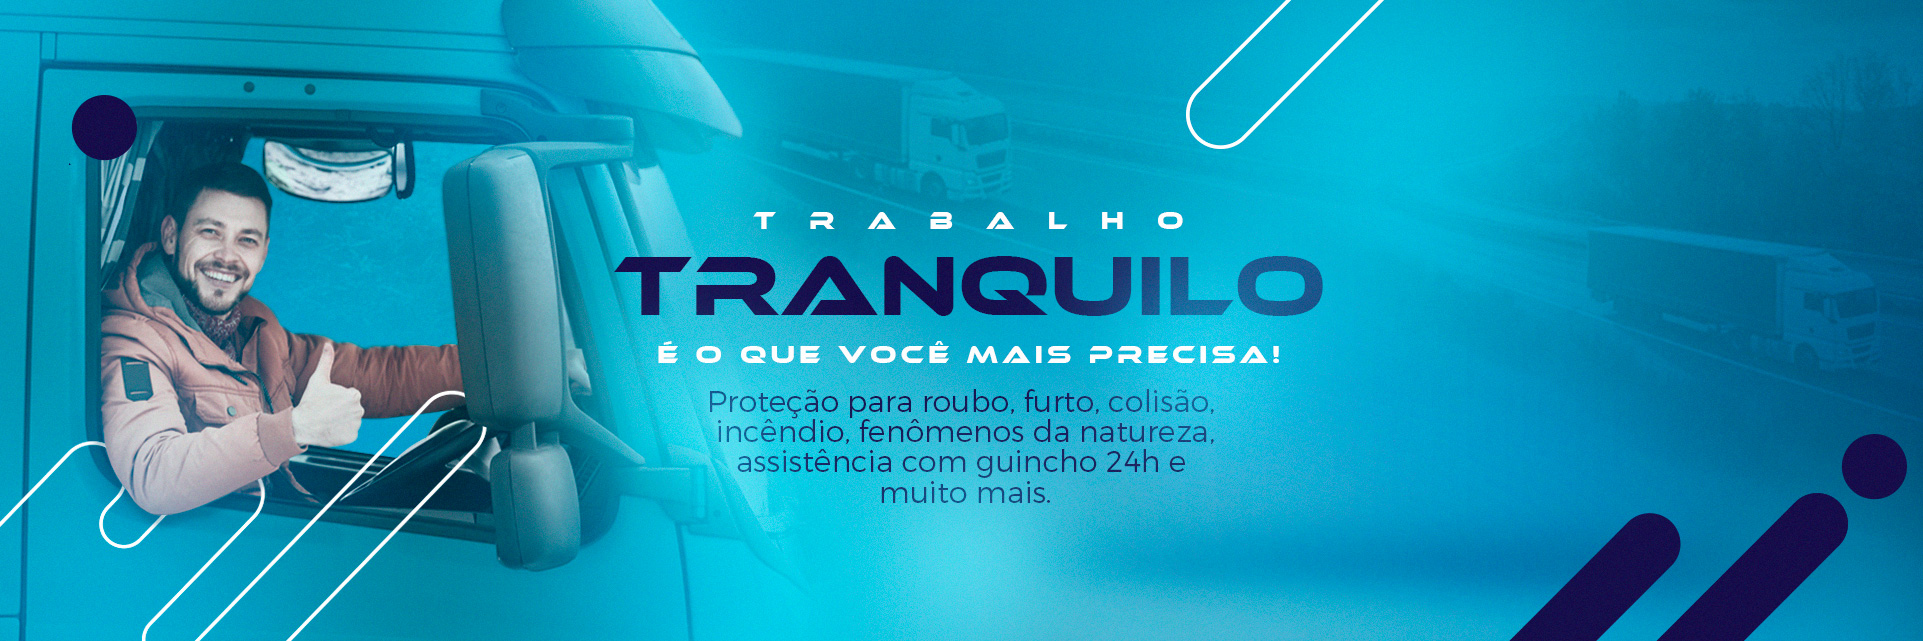 TRABALHO
TRANQUILO
É O QUE VOCÊ MAIS PRECISA!
Proteção para roubo, furto, colisão,
incêndio, fenômenos da natureza,
assistência com guincho 24h e
muito mais.